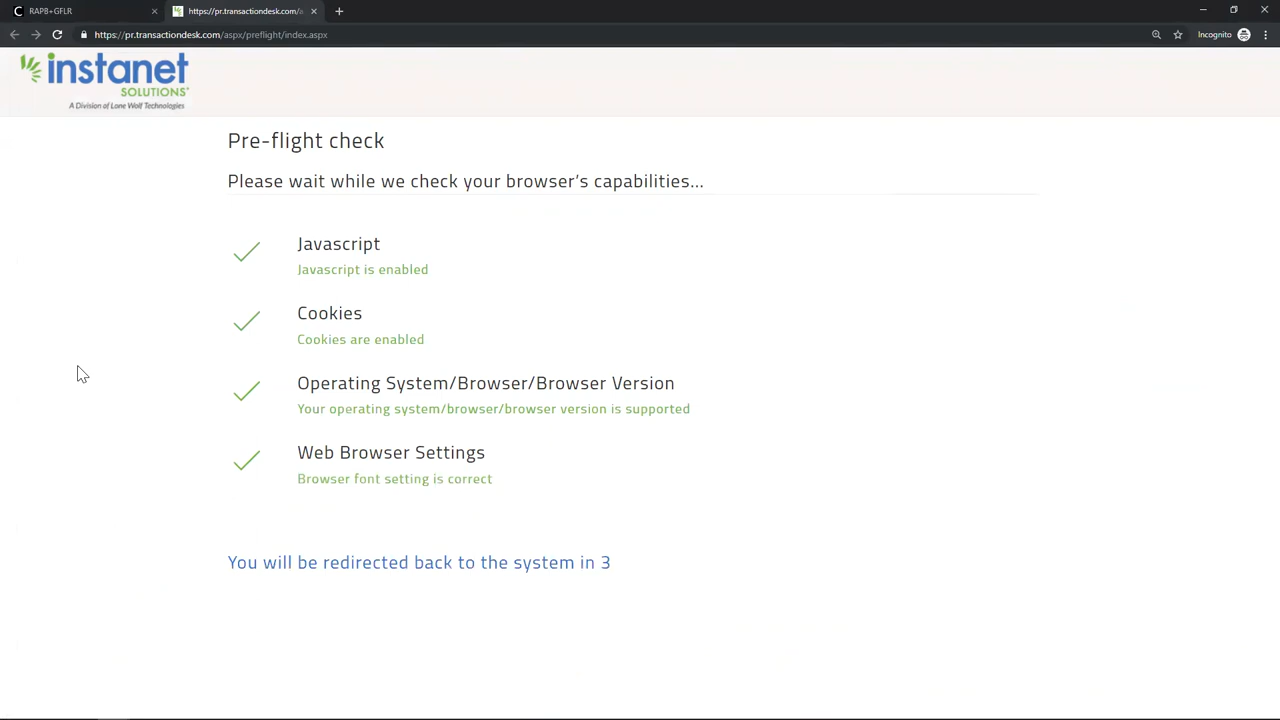 RAPB+GFLR
https://pr.transactiondesk.com/a
https://pr.transactiondesk.com/aspx/preflight/index.aspx
Incognito
instanet
SOLUTIONS®
A Division of Lone Wolf Technologies
Pre-flight check
Please wait while we check your browser's capabilities...
Javascript
Javascript is enabled
Cookies
Cookies are enabled
Operating System/Browser/Browser Version
Your operating system/browser/browser version is supported
Web Browser Settings
Browser font setting is correct
You will be redirected back to the system in 3